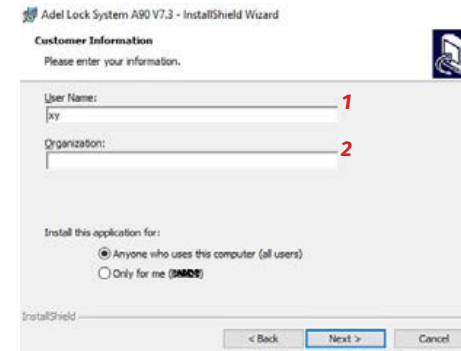 Adel Lock System A90 V7.3 - InstallShield Wizard
Customer Information
Please enter your information.
User Name:
1
xy
Organization:
2
Install this application for:
Anyone who uses this computer (all users)
Only for me (
InstallShield
< Back
Next >
Cancel